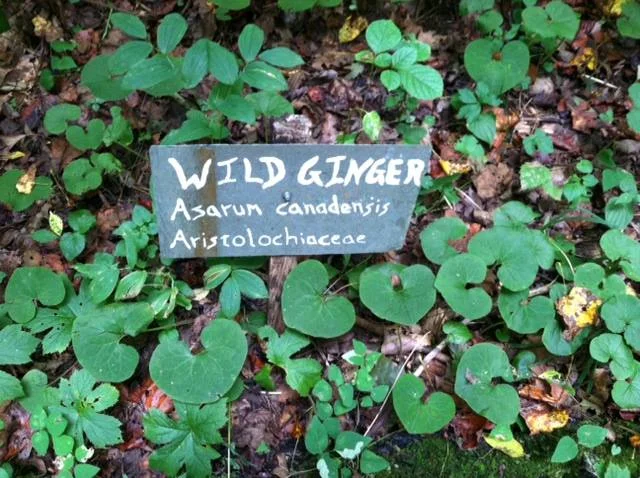 WILD GINGER
Asarum canadensis
Aristolochiaceae